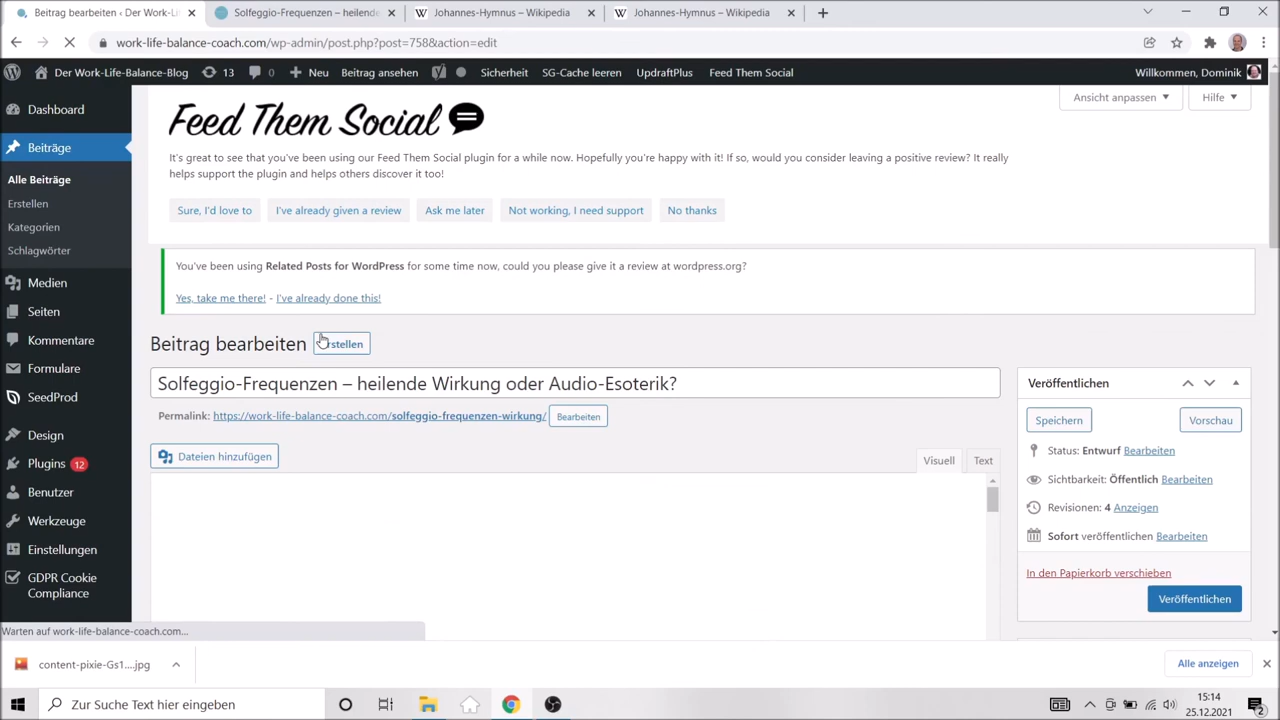 Beitrag bearbeiten ‹ Der Work-Li
Solfeggio-Frequenzen – heilende
Johannes-Hymnus – Wikipedia
Johannes-Hymnus – Wikipedia
work-life-balance-coach.com/wp-admin/post.php?post=758&action=edit
Der Work-Life-Balance-Blog 13 0 Neu Beitrag ansehen Sicherheit SG-Cache leeren UpdraftPlus Feed Them Social Willkommen, Dominik
Dashboard
Beiträge
Alle Beiträge
Erstellen
Kategorien
Schlagwörter
Medien
Seiten
Kommentare
Formulare
SeedProd
Design
Plugins 12
Benutzer
Werkzeuge
Einstellungen
GDPR Cookie
Compliance
Ansicht anpassen Hilfe
Feed Them Social
It's great to see that you've been using our Feed Them Social plugin for a while now. Hopefully you're happy with it! If so, would you consider leaving a positive review? It really
helps support the plugin and helps others discover it too!
Sure, I'd love to I've already given a review Ask me later Not working, I need support No thanks
You've been using Related Posts for WordPress for some time now, could you please give it a review at wordpress.org?
Yes, take me there! - I've already done this!
Beitrag bearbeiten
Solfeggio-Frequenzen – heilende Wirkung oder Audio-Esoterik?
Permalink: https://work-life-balance-coach.com/solfeggio-frequenzen-wirkung/ Bearbeiten
Dateien hinzufügen
Visuell Text
Veröffentlichen
Speichern Vorschau
Status: Entwurf Bearbeiten
Sichtbarkeit: Öffentlich Bearbeiten
Revisionen: 4 Anzeigen
Sofort veröffentlichen Bearbeiten
In den Papierkorb verschieben
Veröffentlichen
Warten auf work-life-balance-coach.com...
content-pixie-Gs1....jpg
Alle anzeigen
Zur Suche Text hier eingeben
15:14
25.12.2021
2